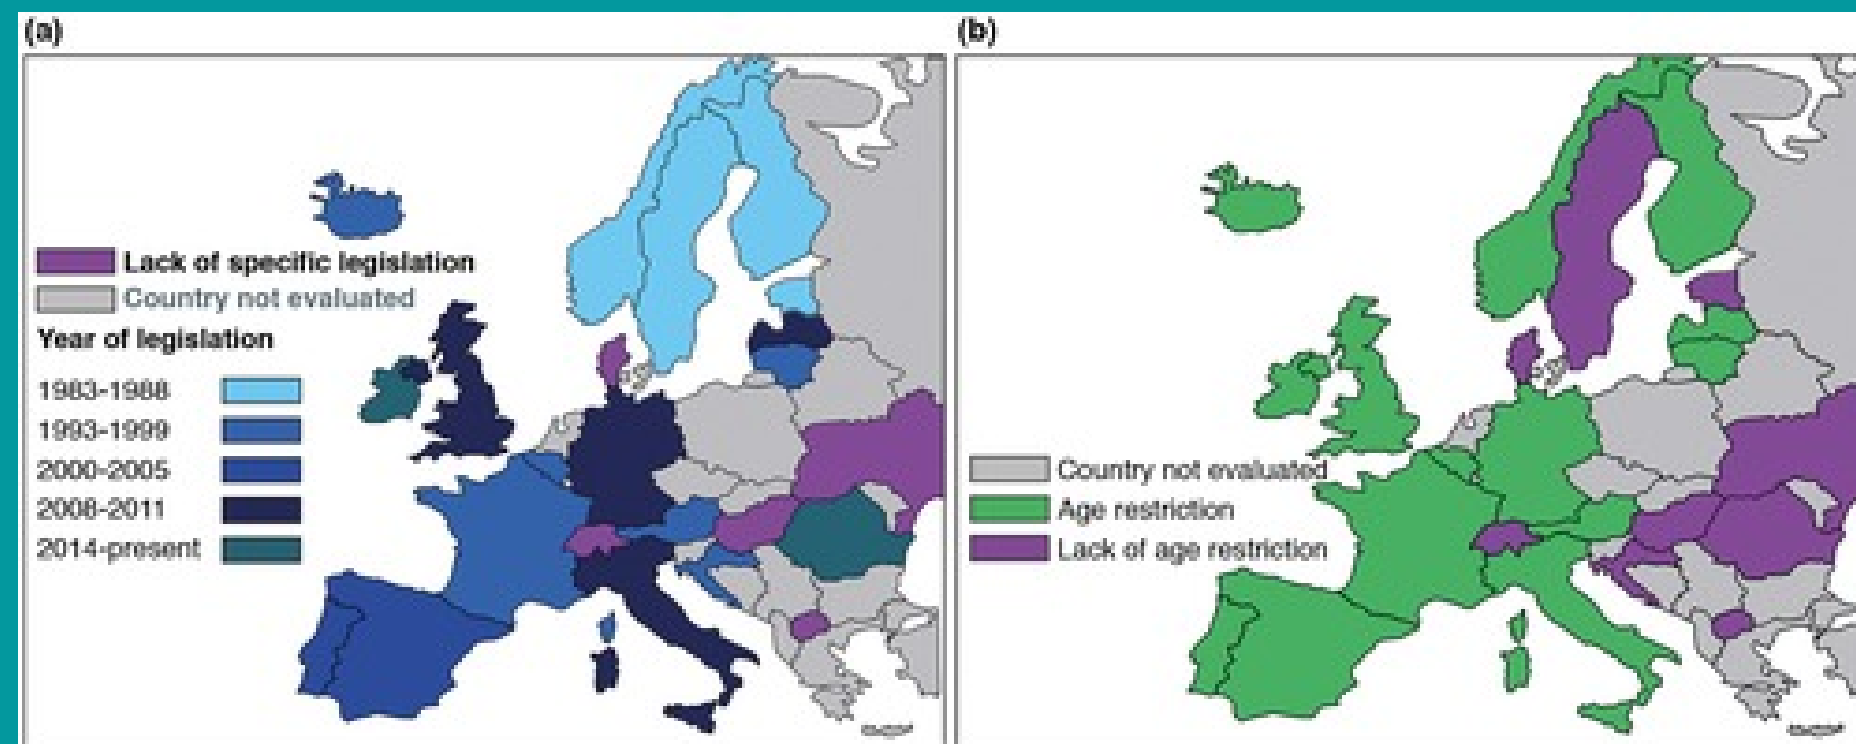 (a)
Lack of specific legislation
Country not evaluated
Year of legislation
1983-1988
1993-1999
2000-2005
2008-2011
2014-present
(b)
Country not evaluated
Age restriction
Lack of age restriction